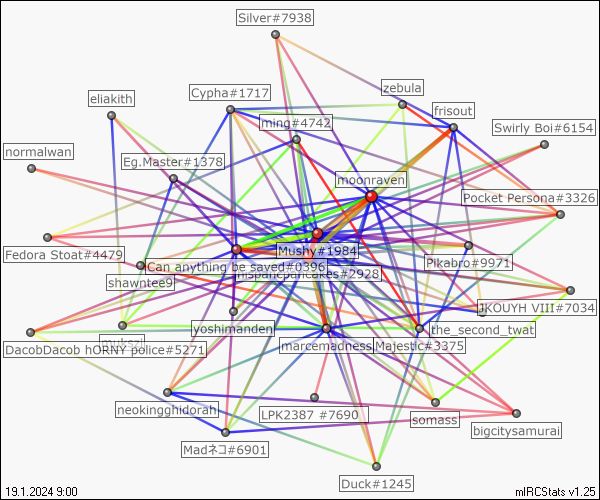 Silver#7938
zebula
Cypha#1717
eliakith
frisout
ming#4742
Swirly Boi#6154
normalwan
Eg.Master#1378
moonraven
Pocket Persona#3326
Mushy#1984
Fedora Stoat#4479
Pikabro#9971
Can anything be saved#0396
#2928
shawntee9
JKOUYH VIII#7034
yoshimanden
the_second_twat
DacobDacob hORNY police#5271
marcemadness
Majestic#3375
neokingghidorah
LPK2387 #7690
somass
bigcitysamurai
Madネコ#6901
Duck#1245
19.1.2024 9:00
mIRCStats v1.25